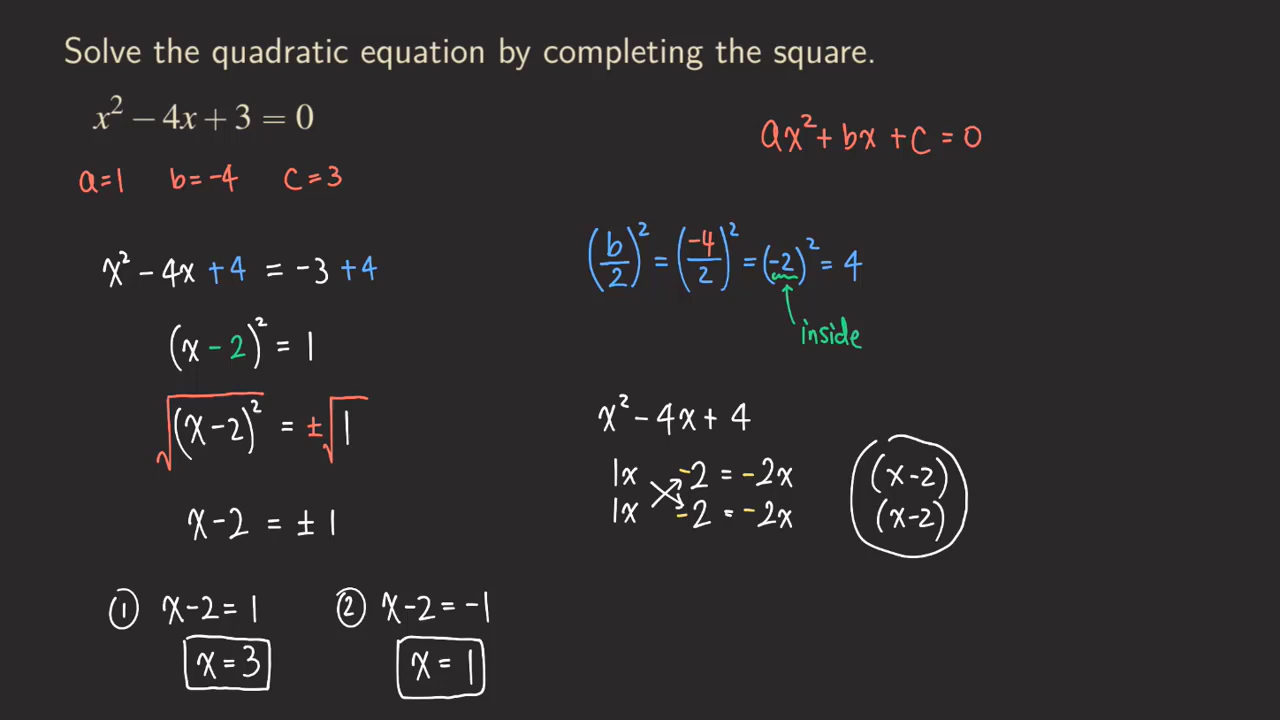 Solve the quadratic equation by completing the square.
x² − 4x + 3 = 0
ax² + bx + c = 0
a=1 b=-4 c=3
x² - 4x +4 = -3 +4
(b/2)² = (-4/2)² = (-2)² = 4
inside
(x - 2)² = 1
√(x-2)² = ±√1
x² - 4x + 4
1x -2 = -2x (x-2)
1x -2 = -2x (x-2)
x-2 = ± 1
① x-2 = 1 ② x-2 = -1
x = 3 x = 1